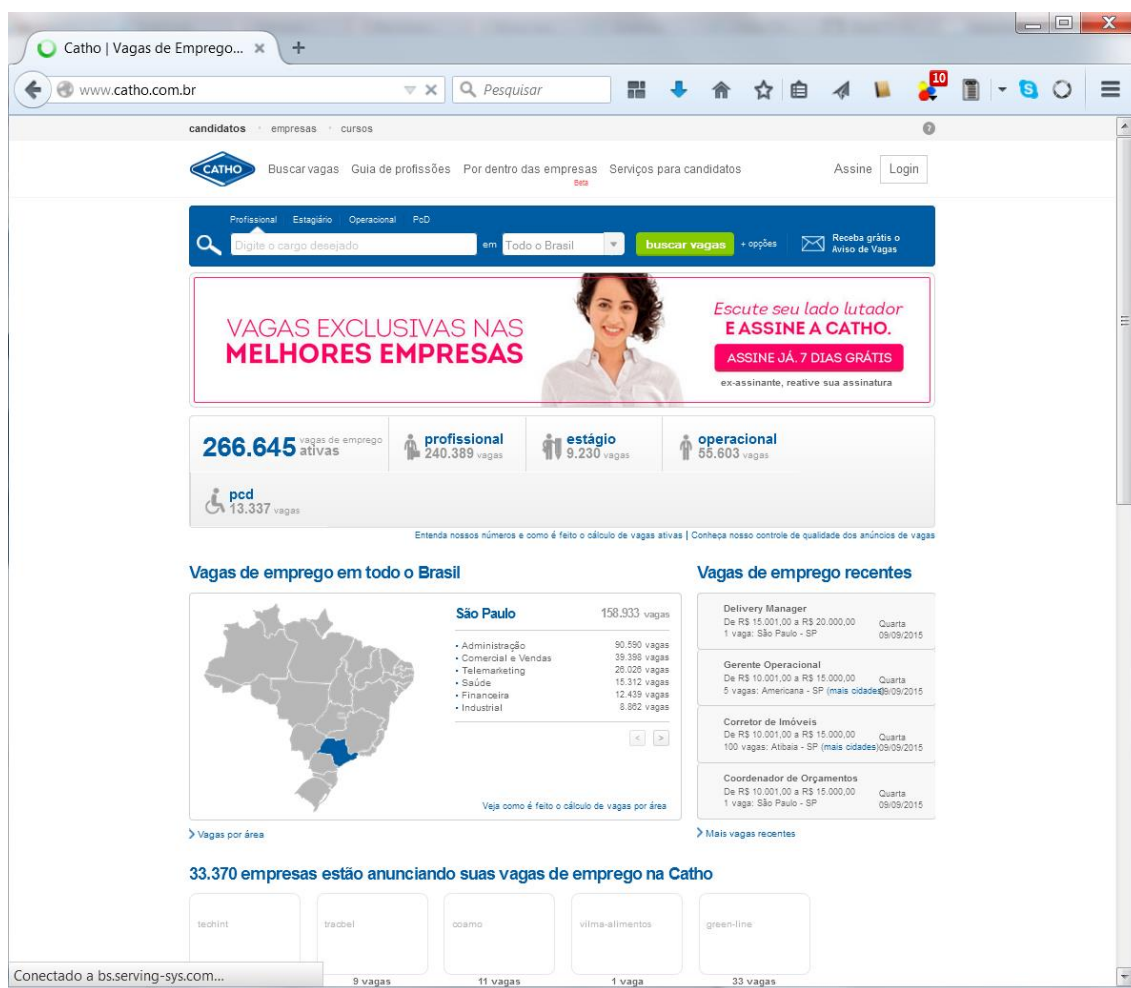 Catho | Vagas de Emprego...
www.catho.com.br
Pesquisar
10
candidatos empresas cursos
CATHO
Buscar vagas Guia de profissões Por dentro das empresas Serviços para candidatos Assine Login
Beta
Profissional Estagiário Operacional PcD
Digite o cargo desejado em Todo o Brasil buscar vagas + opções
Receba grátis o
Aviso de Vagas
VAGAS EXCLUSIVAS NAS
MELHORES EMPRESAS
Escute seu lado lutador
E ASSINE A CATHO.
ASSINE JÁ. 7 DIAS GRÁTIS
ex-assinante, reative sua assinatura
266.645 vagas de emprego ativas
profissional
240.389 vagas
estágio
9.230 vagas
operacional
55.603 vagas
pcd
13.337 vagas
Entenda nossos números e como é feito o cálculo de vagas ativas | Conheça nosso controle de qualidade dos anúncios de vagas
Vagas de emprego em todo o Brasil
São Paulo 158.933 vagas
• Administração 90.590 vagas
• Comercial e Vendas 39.398 vagas
• Telemarketing 26.026 vagas
• Saúde 15.312 vagas
• Financeira 12.439 vagas
• Industrial 8.862 vagas
< >
Veja como é feito o cálculo de vagas por área
Vagas por área
Vagas de emprego recentes
Delivery Manager
De R$ 15.001,00 a R$ 20.000,00 Quarta
1 vaga: São Paulo - SP 09/09/2015
Gerente Operacional
De R$ 10.001,00 a R$ 15.000,00 Quarta
5 vagas: Americana - SP (mais cidades) 09/09/2015
Corretor de Imóveis
De R$ 10.001,00 a R$ 15.000,00 Quarta
100 vagas: Atibaia - SP (mais cidades) 09/09/2015
Coordenador de Orçamentos
De R$ 10.001,00 a R$ 15.000,00 Quarta
1 vaga: São Paulo - SP 09/09/2015
Mais vagas recentes
33.370 empresas estão anunciando suas vagas de emprego na Catho
techint tracbel cosmo vilma-alimentos green-line
9 vagas 11 vagas 1 vaga 33 vagas
Conectado a bs.serving-sys.com...